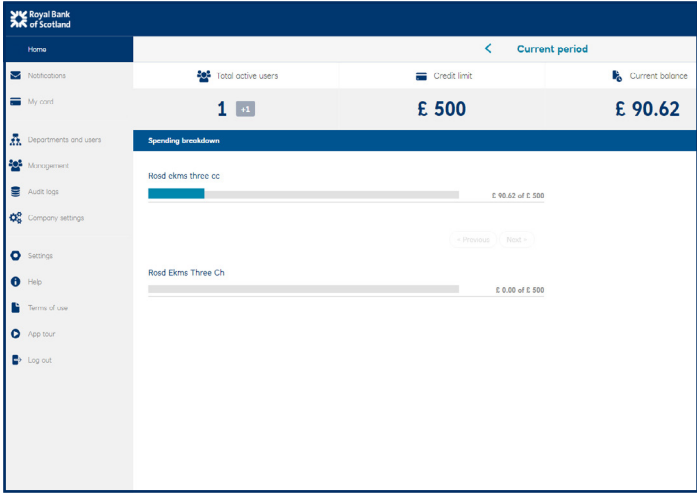 Royal Bank
of Scotland
Home
Current period
Notifications
Total active users
Credit limit
Current balance
My card
1 +1
£ 500
£ 90.62
Departments and users
Spending breakdown
Management
Rosd ekms three cc
Audit logs
£ 90.62 of £ 500
Company settings
‹ Previous
Next ›
Settings
Rosd Ekms Three Ch
Help
£ 0.00 of £ 500
Terms of use
App tour
Log out